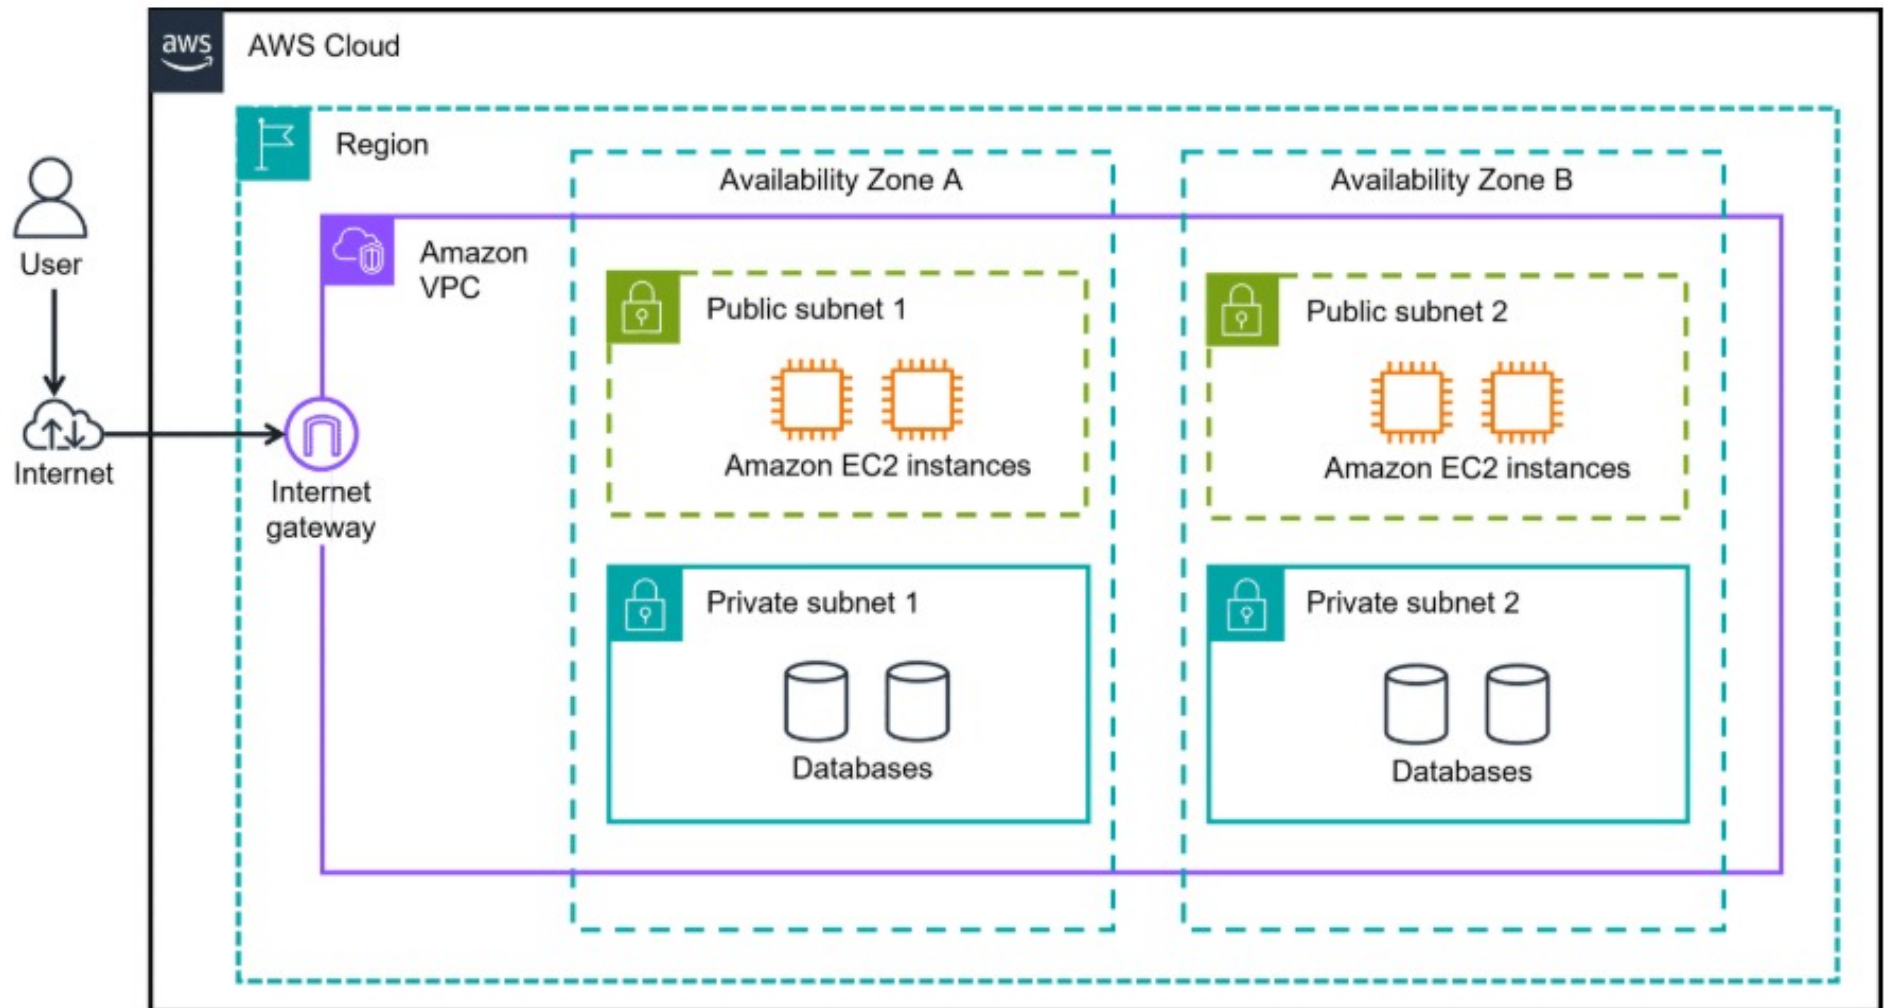 aws
AWS Cloud
Region
Availability Zone A
Availability Zone B
User
Amazon
VPC
Public subnet 1
Public subnet 2
Amazon EC2 instances
Amazon EC2 instances
Internet
Internet
gateway
Private subnet 1
Private subnet 2
Databases
Databases